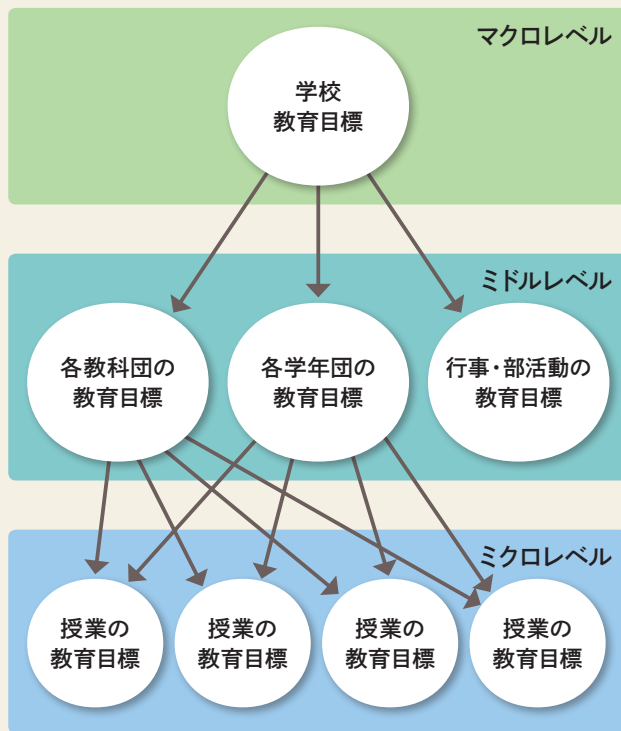 マクロレベル
学校
教育目標
ミドルレベル
各教科団の
教育目標
各学年団の
教育目標
行事・部活動の
教育目標
ミクロレベル
授業の
教育目標
授業の
教育目標
授業の
教育目標
授業の
教育目標